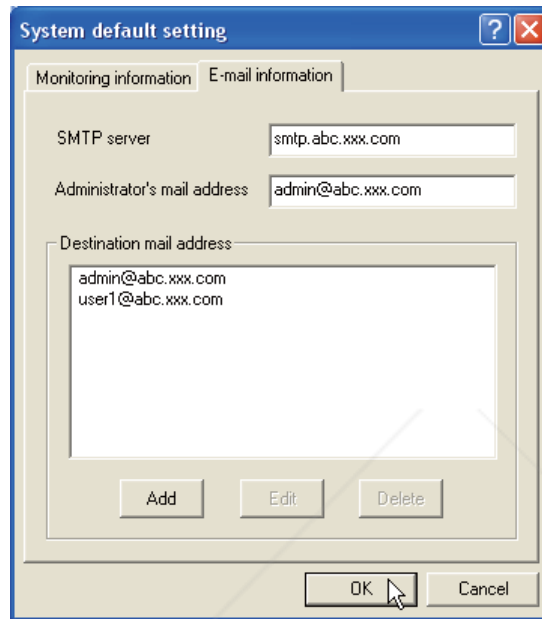 System default setting
Monitoring information
E-mail information
SMTP server
smtp.abc.xxx.com
Administrator's mail address
admin@abc.xxx.com
Destination mail address
admin@abc.xxx.com
user1@abc.xxx.com
Add
Edit
Delete
OK
Cancel